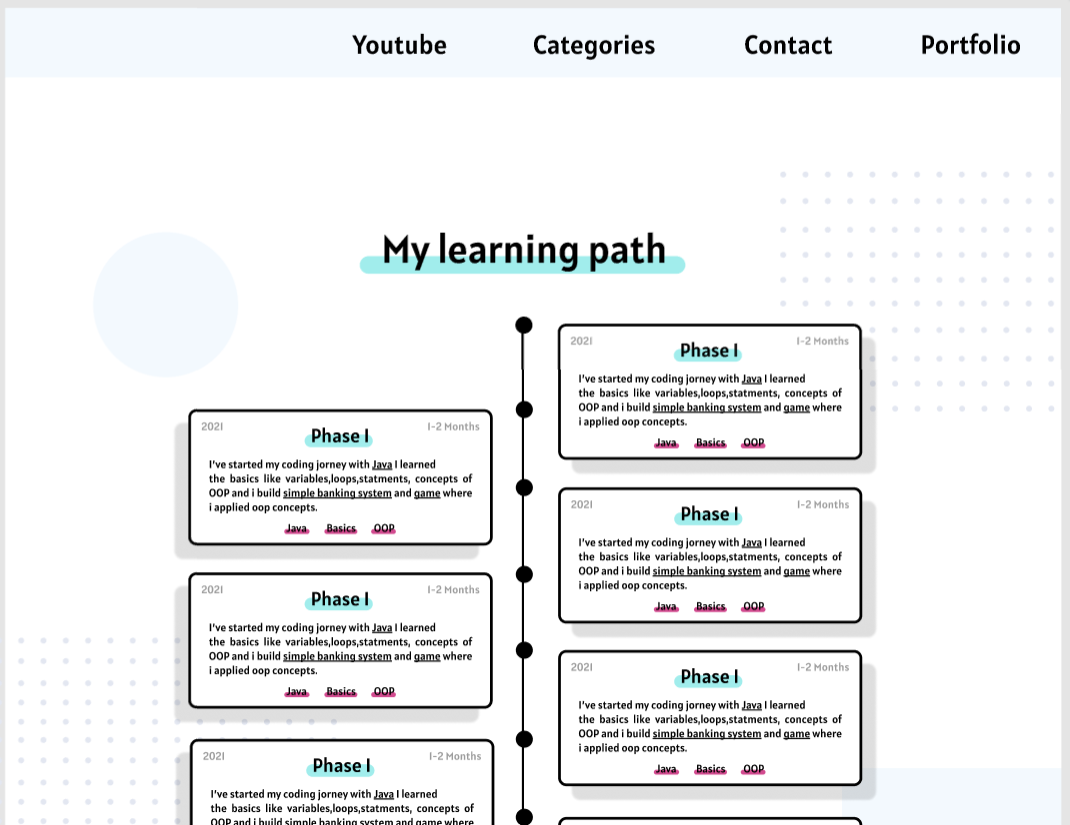 Youtube Categories Contact Portfolio
My learning path
2021 1-2 Months
Phase I
I've started my coding jorney with Java I learned
the basics like variables,loops,statments, concepts of
OOP and i build simple banking system and game where
i applied oop concepts.
Java Basics OOP
2021 1-2 Months
Phase I
I've started my coding jorney with Java I learned
the basics like variables,loops,statments, concepts of
OOP and i build simple banking system and game where
i applied oop concepts.
Java Basics OOP
2021 1-2 Months
Phase I
I've started my coding jorney with Java I learned
the basics like variables,loops,statments, concepts of
OOP and i build simple banking system and game where
i applied oop concepts.
Java Basics OOP
2021 1-2 Months
Phase I
I've started my coding jorney with Java I learned
the basics like variables,loops,statments, concepts of
OOP and i build simple banking system and game where
i applied oop concepts.
Java Basics OOP
2021 1-2 Months
Phase I
I've started my coding jorney with Java I learned
the basics like variables,loops,statments, concepts of
OOP and i build simple banking system and game where
i applied oop concepts.
Java Basics OOP
2021 1-2 Months
Phase I
I've started my coding jorney with Java I learned
the basics like variables,loops,statments, concepts of
OOP and i build simple banking system and game where